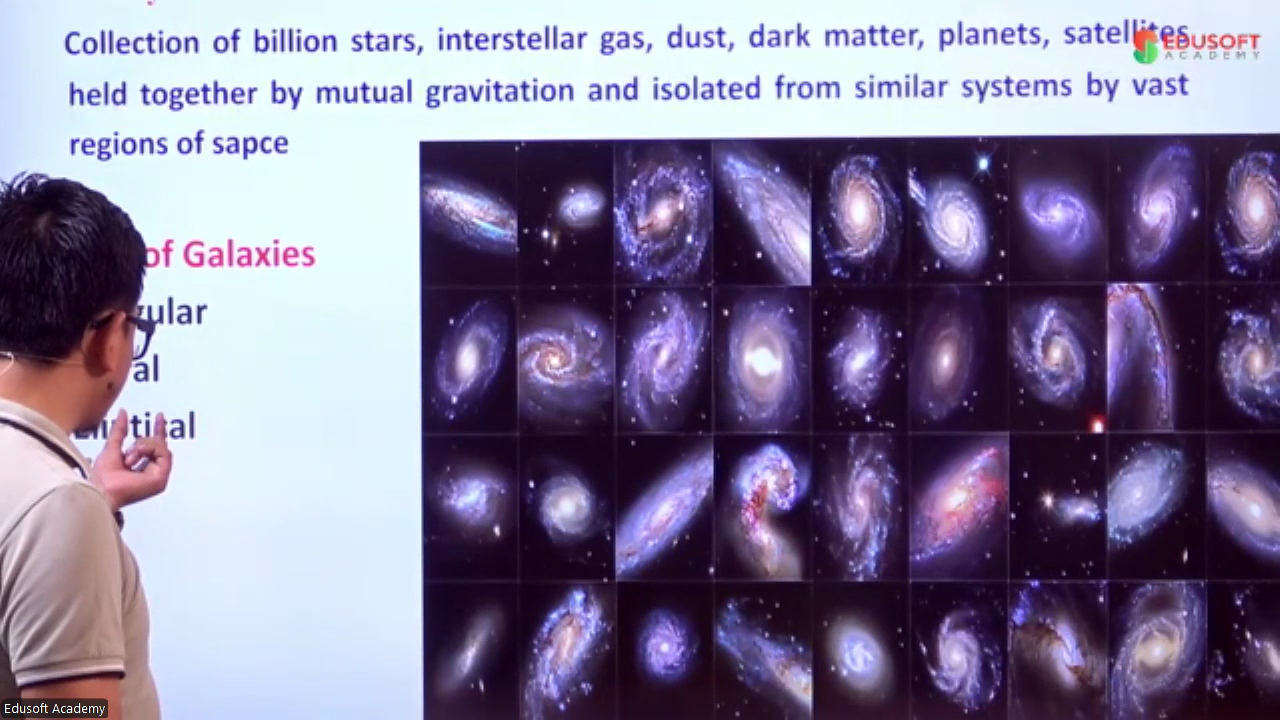 Collection of billion stars, interstellar gas, dust, dark matter, planets, satellites
EDUSOFT
ACADEMY
held together by mutual gravitation and isolated from similar systems by vast
regions of sapce
of Galaxies
Edusoft Academy